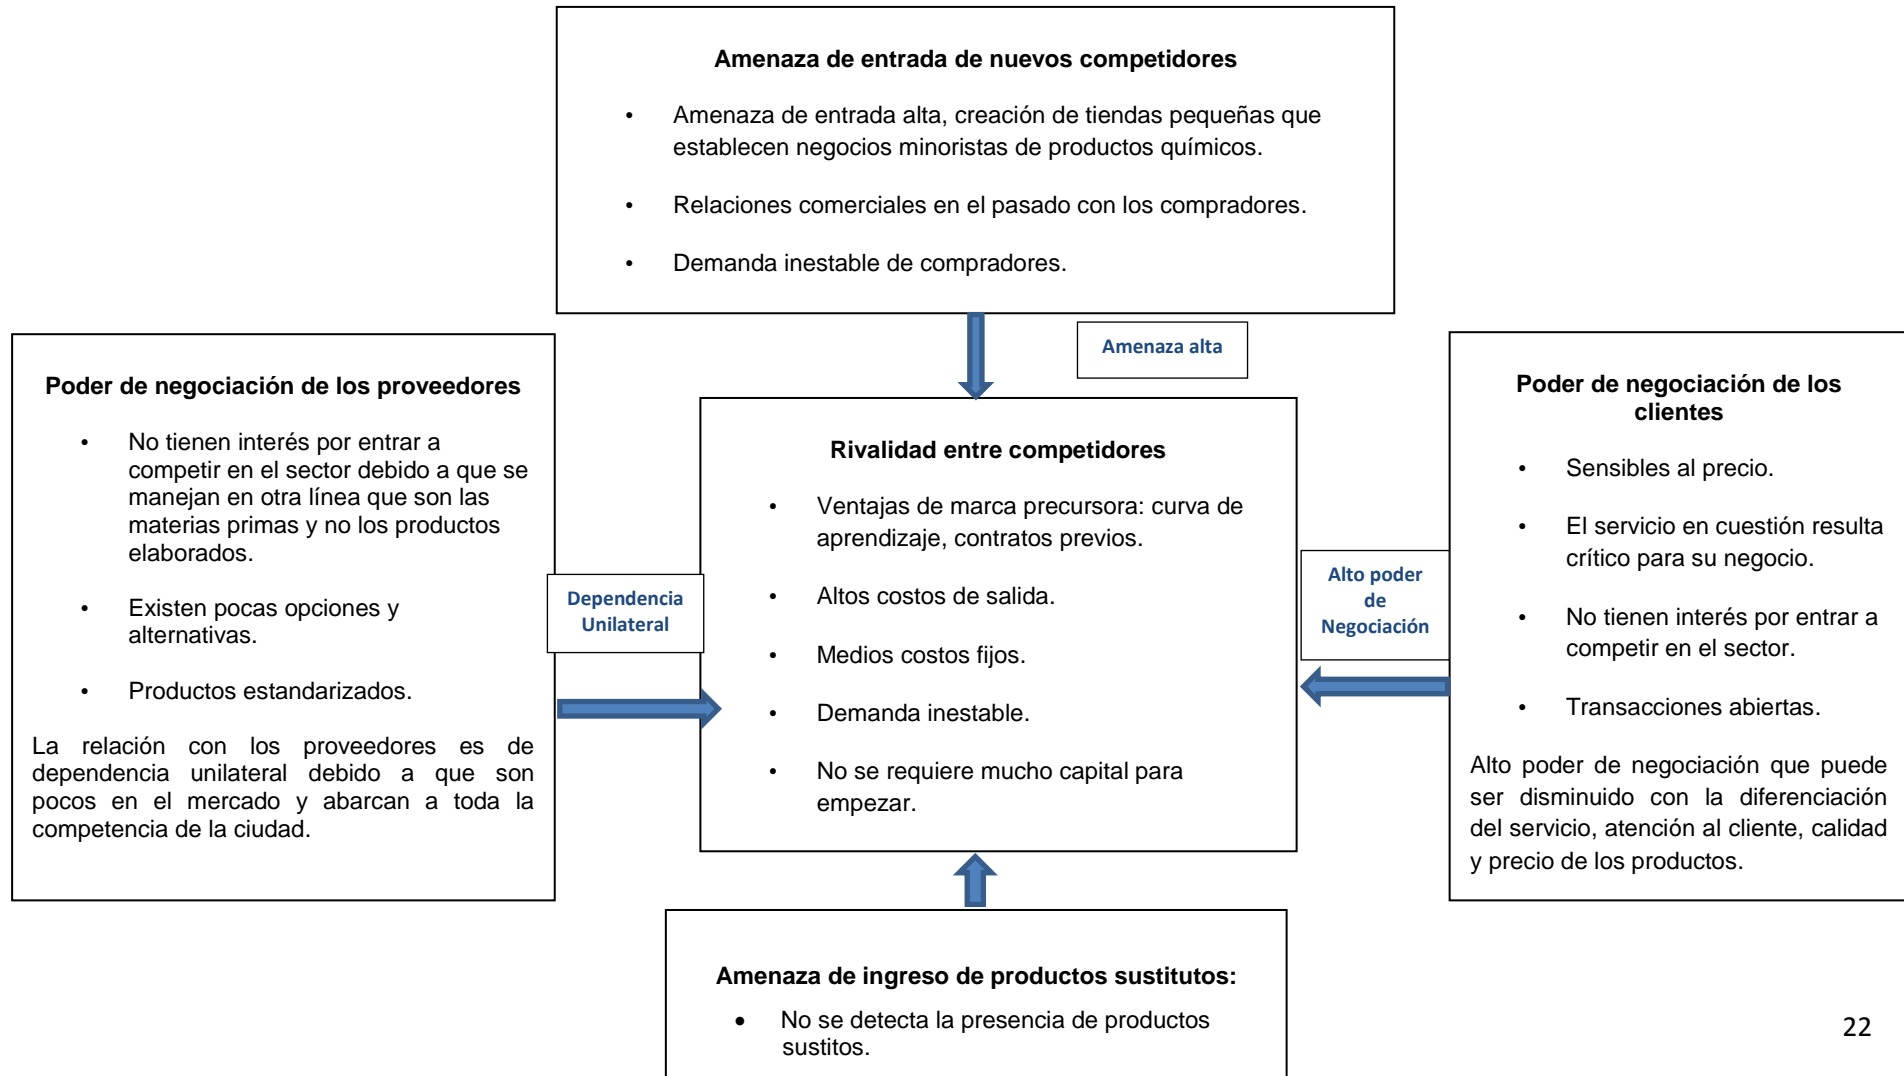 Amenaza de entrada de nuevos competidores
• Amenaza de entrada alta, creación de tiendas pequeñas que
establecen negocios minoristas de productos químicos.
• Relaciones comerciales en el pasado con los compradores.
• Demanda inestable de compradores.
Amenaza alta
Poder de negociación de los proveedores
• No tienen interés por entrar a
competir en el sector debido a que se
manejan en otra línea que son las
materias primas y no los productos
elaborados.
• Existen pocas opciones y
alternativas.
• Productos estandarizados.
La relación con los proveedores es de
dependencia unilateral debido a que son
pocos en el mercado y abarcan a toda la
competencia de la ciudad.
Dependencia
Unilateral
Rivalidad entre competidores
• Ventajas de marca precursora: curva de
aprendizaje, contratos previos.
• Altos costos de salida.
• Medios costos fijos.
• Demanda inestable.
• No se requiere mucho capital para
empezar.
Alto poder
de
Negociación
Poder de negociación de los
clientes
• Sensibles al precio.
• El servicio en cuestión resulta
crítico para su negocio.
• No tienen interés por entrar a
competir en el sector.
• Transacciones abiertas.
Alto poder de negociación que puede
ser disminuido con la diferenciación
del servicio, atención al cliente, calidad
y precio de los productos.
Amenaza de ingreso de productos sustitutos:
• No se detecta la presencia de productos
sustitos.
22